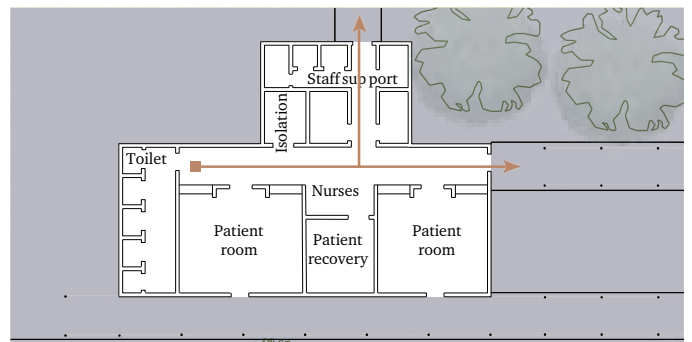 Staff support
Isolation
Toilet
Nurses
Patient
room
Patient
recovery
Patient
room